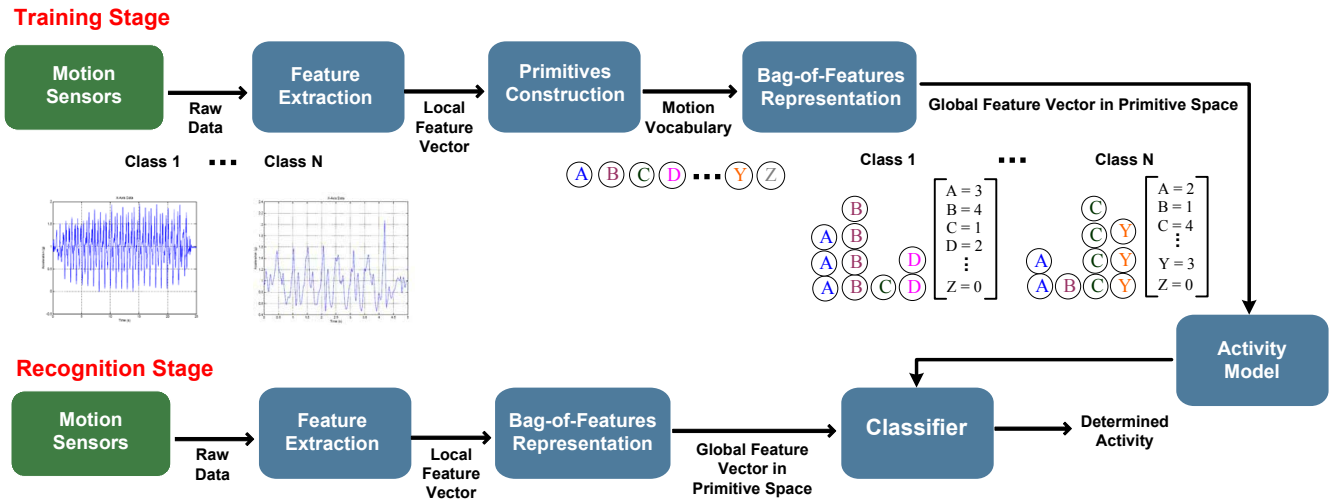 Training Stage
Motion
Sensors
Raw
Data
Feature
Extraction
Local
Feature
Vector
Primitives
Construction
Motion
Vocabulary
Bag-of-Features
Representation
Global Feature Vector in Primitive Space
Class 1 ... Class N
A B C D ... Y Z
Class 1 ... Class N
B
A B
A B D
A B C D
A = 3
B = 4
C = 1
D = 2
⋮
Z = 0
C
C Y
A C Y
A B C Y
A = 2
B = 1
C = 4
⋮
Y = 3
Z = 0
Activity
Model
Recognition Stage
Motion
Sensors
Raw
Data
Feature
Extraction
Local
Feature
Vector
Bag-of-Features
Representation
Global Feature
Vector in
Primitive Space
Classifier
Determined
Activity